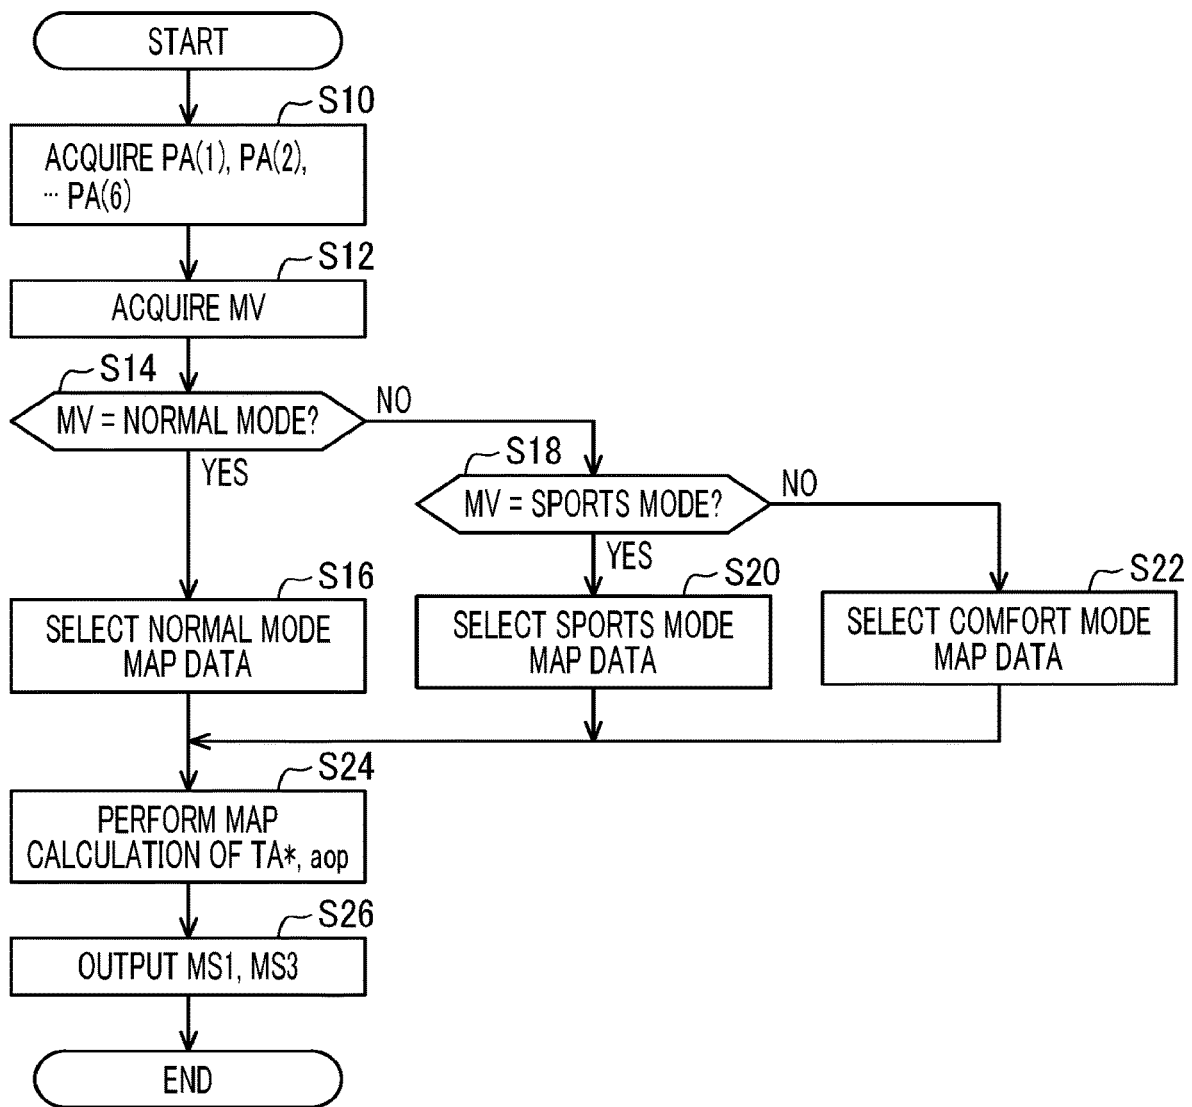 START
S10
ACQUIRE PA(1), PA(2),
··· PA(6)
S12
ACQUIRE MV
S14
MV = NORMAL MODE?
NO
YES
S18
MV = SPORTS MODE?
NO
YES
S16
SELECT NORMAL MODE
MAP DATA
S20
SELECT SPORTS MODE
MAP DATA
S22
SELECT COMFORT MODE
MAP DATA
S24
PERFORM MAP
CALCULATION OF TA*, aop
S26
OUTPUT MS1, MS3
END